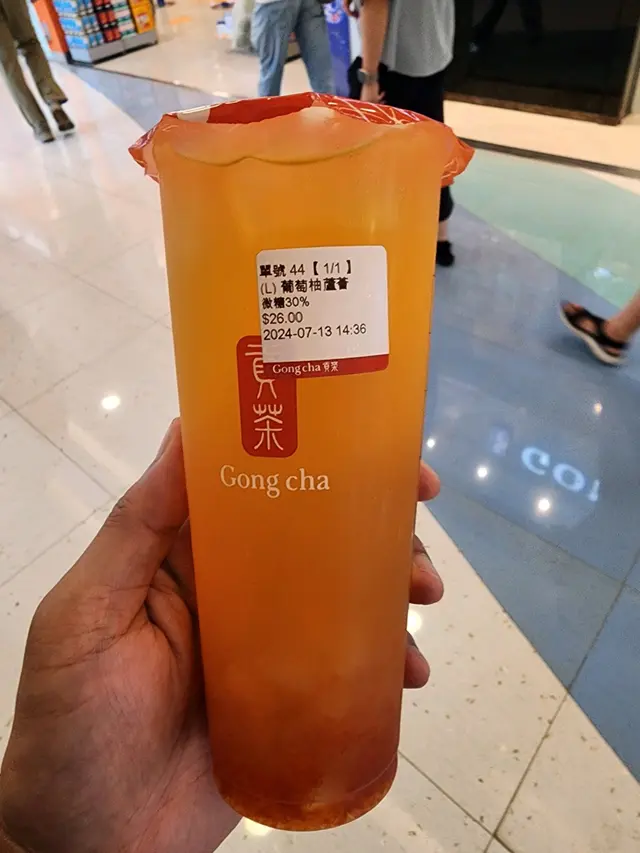 單號 44【 1/1 】
(L) 葡萄柚蘆薈
微糖30%
$26.00
2024-07-13 14:36
Gong cha 貢茶
貢茶
Gong cha